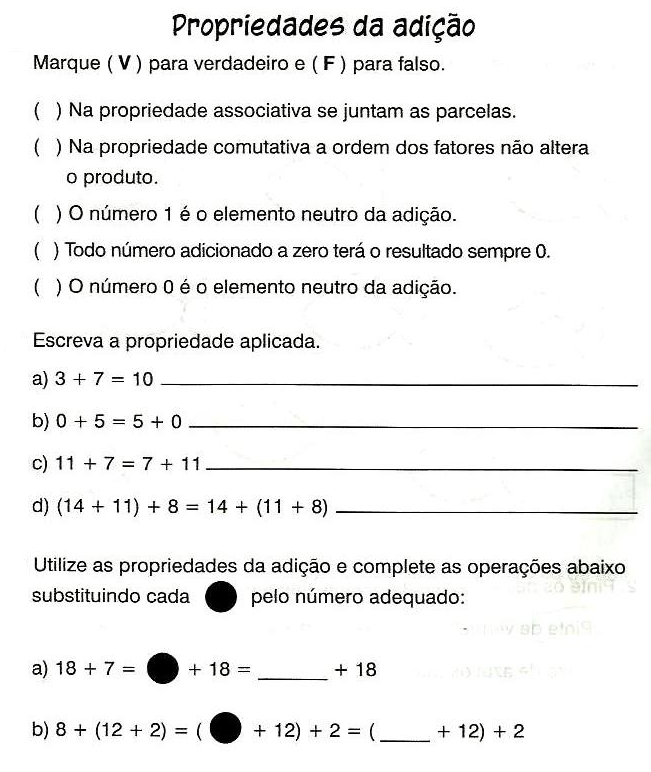 Propriedades da adição
Marque ( V ) para verdadeiro e ( F ) para falso.
(   ) Na propriedade associativa se juntam as parcelas.
(   ) Na propriedade comutativa a ordem dos fatores não altera
o produto.
(   ) O número 1 é o elemento neutro da adição.
(   ) Todo número adicionado a zero terá o resultado sempre 0.
(   ) O número 0 é o elemento neutro da adição.
Escreva a propriedade aplicada.
a) 3 + 7 = 10 ____________________
b) 0 + 5 = 5 + 0 ____________________
c) 11 + 7 = 7 + 11 ____________________
d) (14 + 11) + 8 = 14 + (11 + 8) ____________________
Utilize as propriedades da adição e complete as operações abaixo
substituindo cada ● pelo número adequado:
a) 18 + 7 = ● + 18 = ______ + 18
b) 8 + (12 + 2) = ( ● + 12) + 2 = ( ____ + 12) + 2